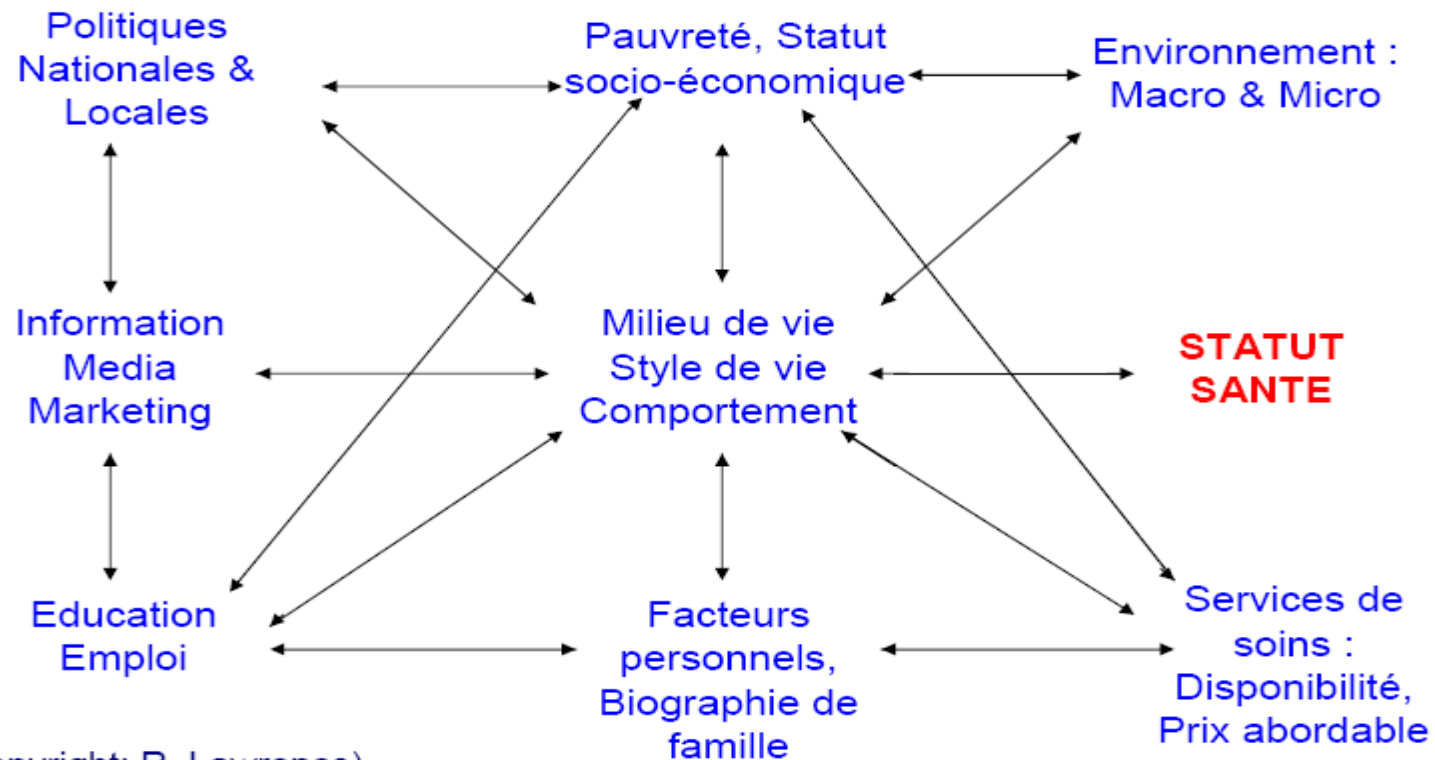 Politiques
Nationales &
Locales
Pauvreté, Statut
socio-économique
Environnement :
Macro & Micro
Information
Media
Marketing
Milieu de vie
Style de vie
Comportement
STATUT
SANTE
Education
Emploi
Facteurs
personnels,
Biographie de
famille
Services de
soins :
Disponibilité,
Prix abordable